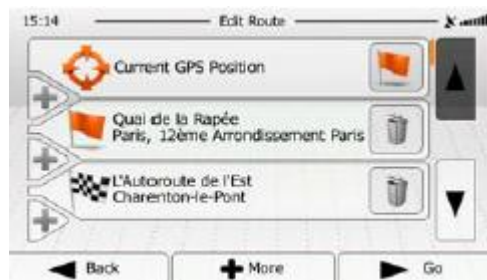 15:14
Edit Route
Current GPS Position
Quai de la Rapée
Paris, 12ème Arrondissement Paris
L'Autoroute de l'Est
Charenton-le-Pont
Back
More
Go